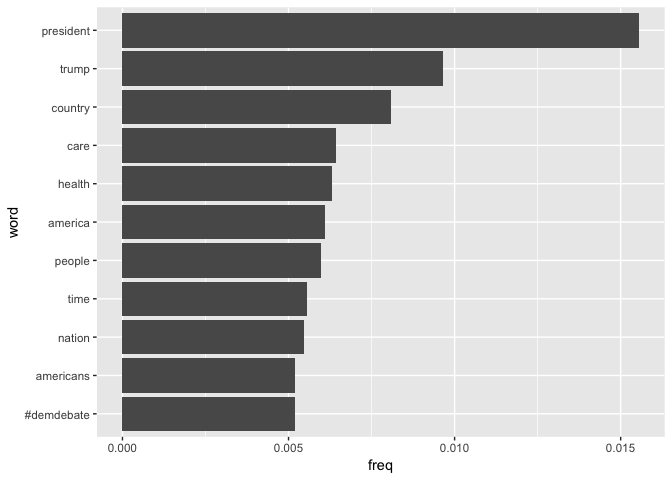 president
trump
country
care
health
america
people
time
nation
americans
#demdebate
word
0.000 0.005 0.010 0.015
freq